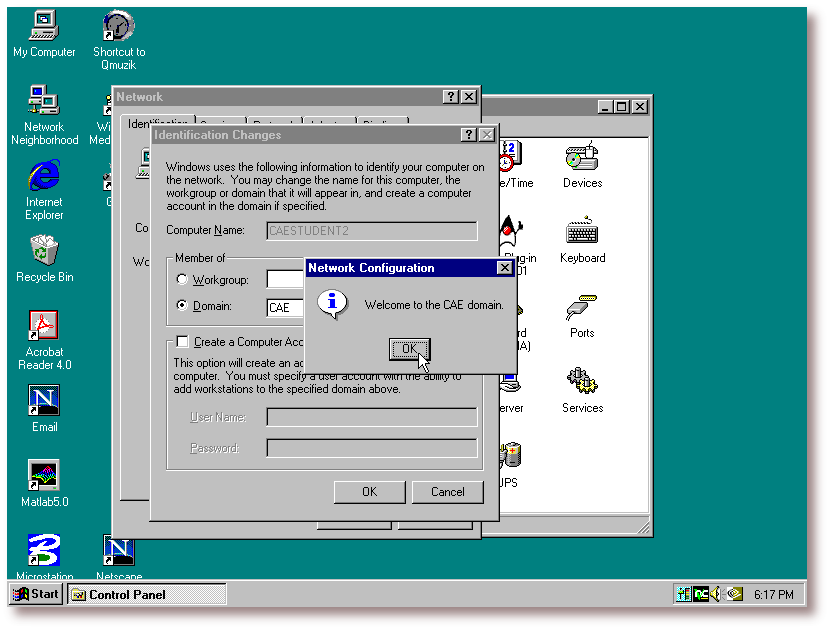 My Computer
Shortcut to
Qmuzik
Network
Neighborhood
Internet
Explorer
Recycle Bin
Acrobat
Reader 4.0
Email
Matlab5.0
Microstation
Netscape
Network
Identification
Identification Changes
Windows uses the following information to identify your computer on
the network. You may change the name for this computer, the
workgroup or domain that it will appear in, and create a computer
account in the domain if specified.
Computer Name:
CAESTUDENT2
Member of
Workgroup:
Domain:
CAE
Create a Computer Acc
This option will create an ac
computer. You must specify a user account with the ability to
add workstations to the specified domain above.
User Name:
Password:
OK
Cancel
Network Configuration
Welcome to the CAE domain.
OK
e/Time
Devices
Plug-in
01
Keyboard
rd
IA)
Ports
erver
Services
UPS
Start
Control Panel
6:17 PM